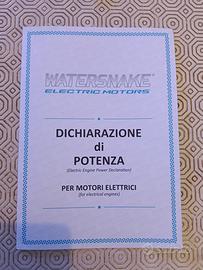 WATERSNAKE®
ELECTRIC MOTORS
DICHIARAZIONE
di
POTENZA
(Electric Engine Power Declaration)
PER MOTORI ELETTRICI
(for electrical engines)